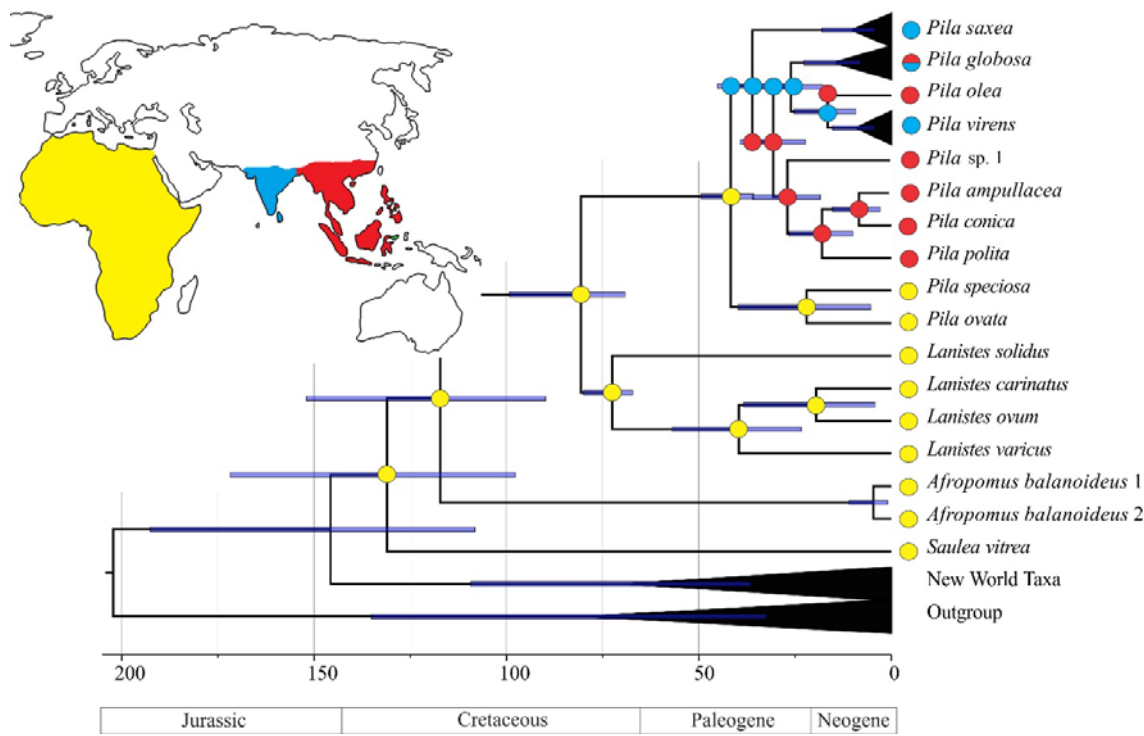 Pila saxea
Pila globosa
Pila olea
Pila virens
Pila sp. 1
Pila ampullacea
Pila conica
Pila polita
Pila speciosa
Pila ovata
Lanistes solidus
Lanistes carinatus
Lanistes ovum
Lanistes varicus
Afropomus balanoideus 1
Afropomus balanoideus 2
Saulea vitrea
New World Taxa
Outgroup
200 150 100 50 0
Jurassic Cretaceous Paleogene Neogene